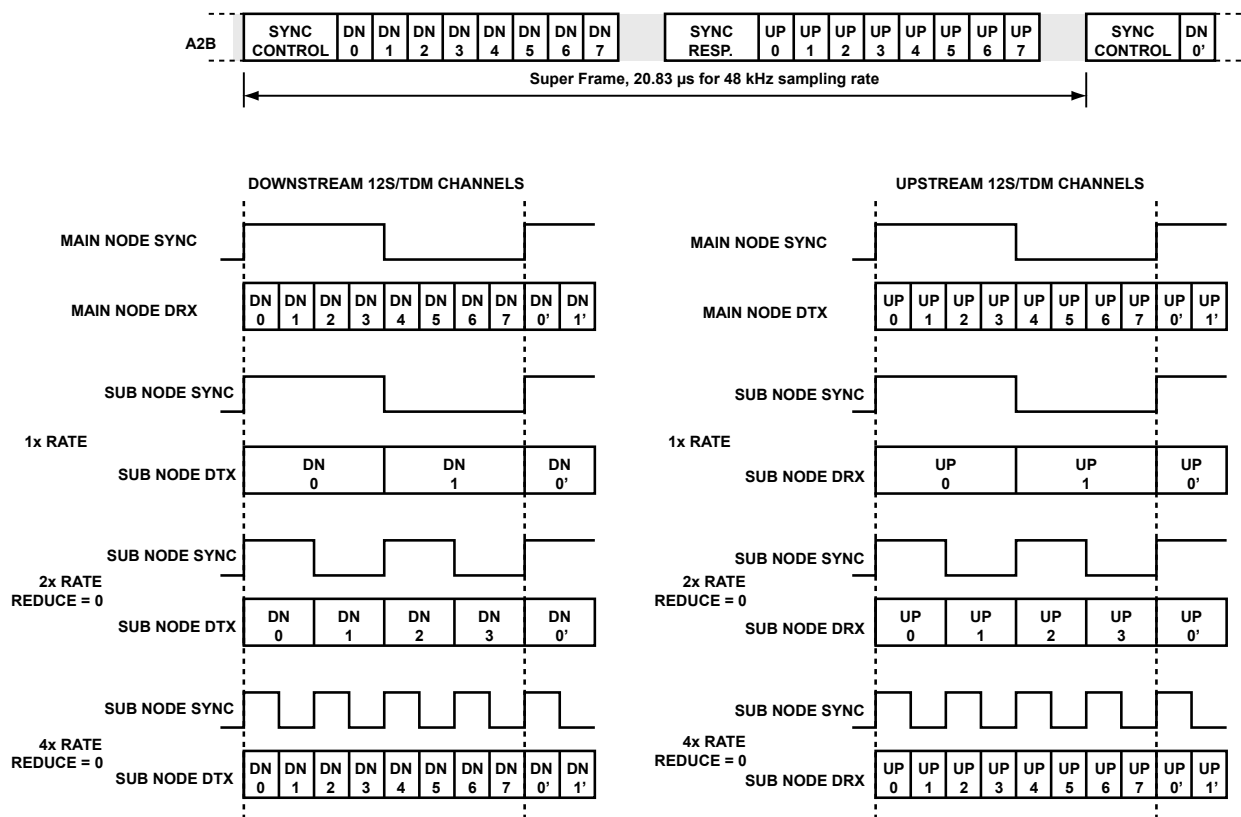 A2B
SYNC CONTROL DN 0 DN 1 DN 2 DN 3 DN 4 DN 5 DN 6 DN 7 SYNC RESP. UP 0 UP 1 UP 2 UP 3 UP 4 UP 5 UP 6 UP 7 SYNC CONTROL DN 0'
Super Frame, 20.83 µs for 48 kHz sampling rate
DOWNSTREAM 12S/TDM CHANNELS
MAIN NODE SYNC
MAIN NODE DRX
DN 0 DN 1 DN 2 DN 3 DN 4 DN 5 DN 6 DN 7 DN 0' DN 1'
SUB NODE SYNC
1x RATE
SUB NODE DTX
DN 0 DN 1 DN 0'
SUB NODE SYNC
2x RATE
REDUCE = 0
SUB NODE DTX
DN 0 DN 1 DN 2 DN 3 DN 0'
SUB NODE SYNC
4x RATE
REDUCE = 0
SUB NODE DTX
DN 0 DN 1 DN 2 DN 3 DN 4 DN 5 DN 6 DN 7 DN 0' DN 1'
UPSTREAM 12S/TDM CHANNELS
MAIN NODE SYNC
MAIN NODE DTX
UP 0 UP 1 UP 2 UP 3 UP 4 UP 5 UP 6 UP 7 UP 0' UP 1'
SUB NODE SYNC
1x RATE
SUB NODE DRX
UP 0 UP 1 UP 0'
SUB NODE SYNC
2x RATE
REDUCE = 0
SUB NODE DRX
UP 0 UP 1 UP 2 UP 3 UP 0'
SUB NODE SYNC
4x RATE
REDUCE = 0
SUB NODE DRX
UP 0 UP 1 UP 2 UP 3 UP 4 UP 5 UP 6 UP 7 UP 0' UP 1'